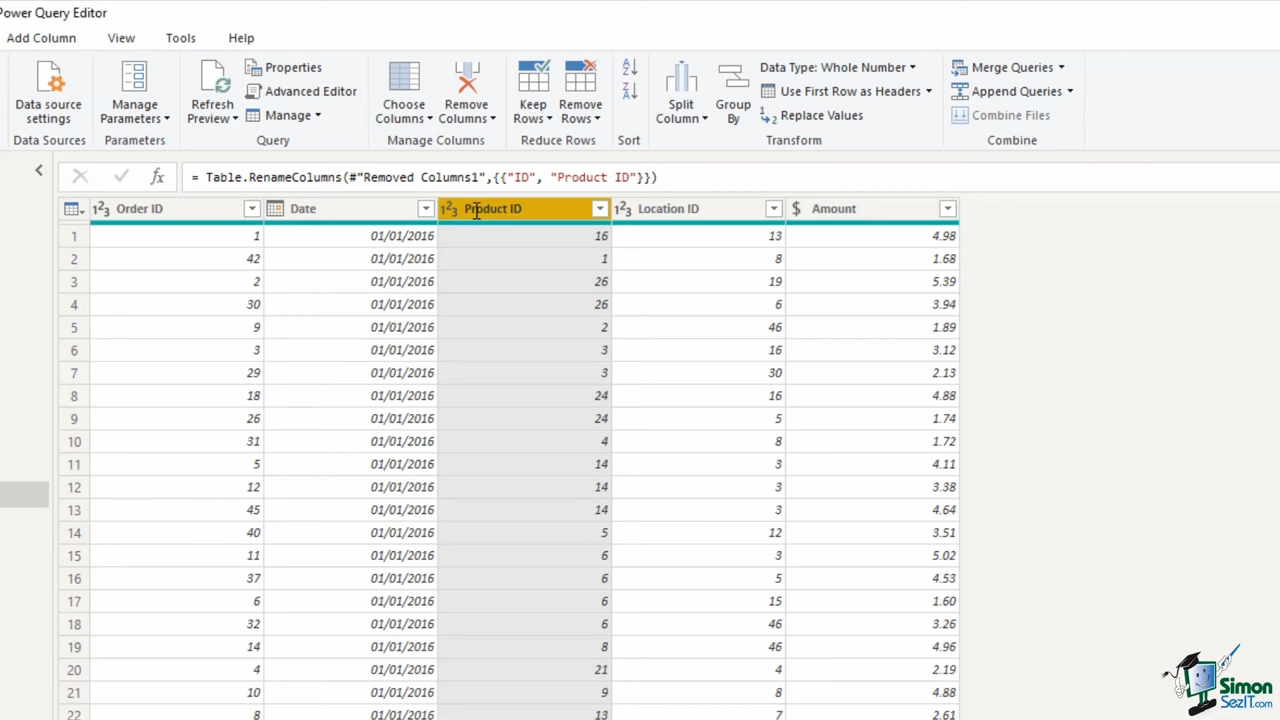 Power Query Editor
Add Column View Tools Help
Data source settings
Manage Parameters
Refresh Preview
Properties
Advanced Editor
Manage
Choose Columns
Remove Columns
Keep Rows
Remove Rows
Split Column
Group By
Data Type: Whole Number
Use First Row as Headers
Replace Values
Merge Queries
Append Queries
Combine Files
Data Sources Parameters Query Manage Columns Reduce Rows Sort Transform Combine
fx = Table.RenameColumns(#"Removed Columns1",{{"ID", "Product ID"}})
Order ID Date Product ID Location ID Amount
1 1 01/01/2016 16 13 4.98
2 42 01/01/2016 1 8 1.68
3 2 01/01/2016 26 19 5.39
4 30 01/01/2016 26 6 3.94
5 9 01/01/2016 2 46 1.89
6 3 01/01/2016 3 16 3.12
7 29 01/01/2016 3 30 2.13
8 18 01/01/2016 24 16 4.88
9 26 01/01/2016 24 5 1.74
10 31 01/01/2016 4 8 1.72
11 5 01/01/2016 14 3 4.11
12 12 01/01/2016 14 3 3.38
13 45 01/01/2016 14 3 4.64
14 40 01/01/2016 5 12 3.51
15 11 01/01/2016 6 3 5.02
16 37 01/01/2016 6 5 4.53
17 6 01/01/2016 6 15 1.60
18 32 01/01/2016 6 46 3.26
19 14 01/01/2016 8 46 4.96
20 4 01/01/2016 21 4 2.19
21 10 01/01/2016 9 8 4.88
22 8 01/01/2016 13 7 2.61
Simon
SezIT.com